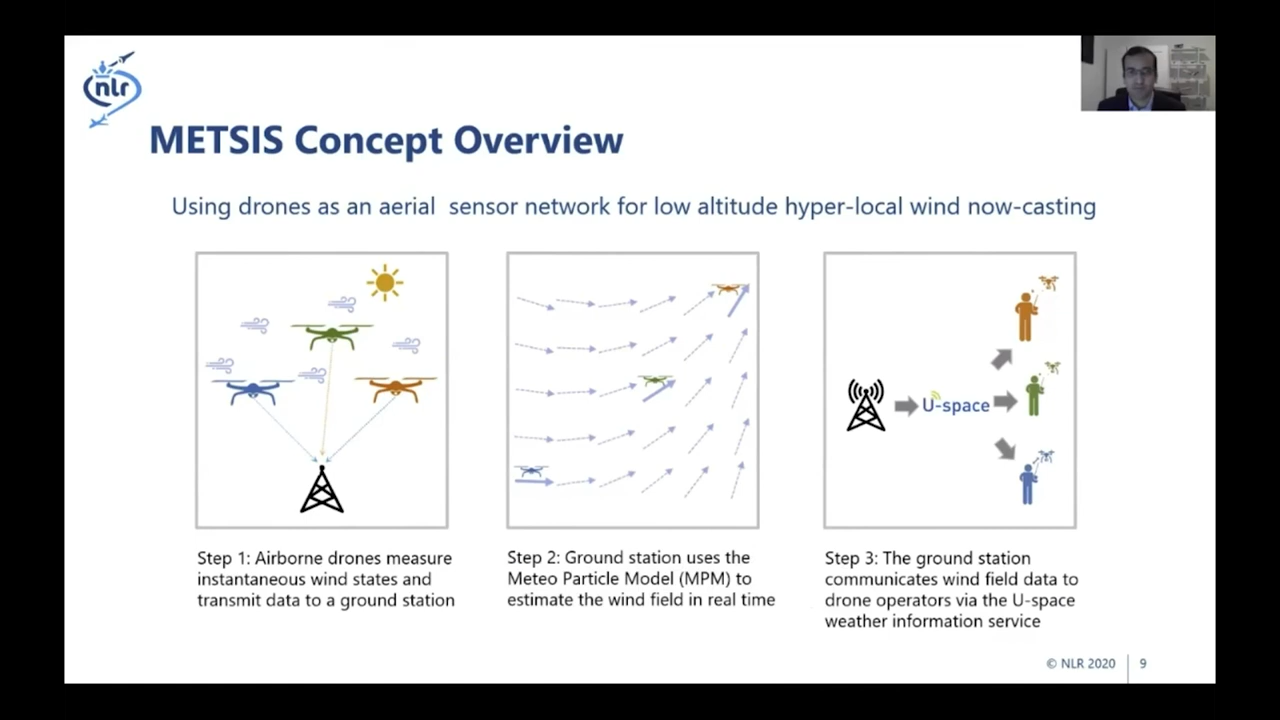 nlr
METSIS Concept Overview
Using drones as an aerial sensor network for low altitude hyper-local wind now-casting
U-space
Step 1: Airborne drones measure
instantaneous wind states and
transmit data to a ground station
Step 2: Ground station uses the
Meteo Particle Model (MPM) to
estimate the wind field in real time
Step 3: The ground station
communicates wind field data to
drone operators via the U-space
weather information service
© NLR 2020
9